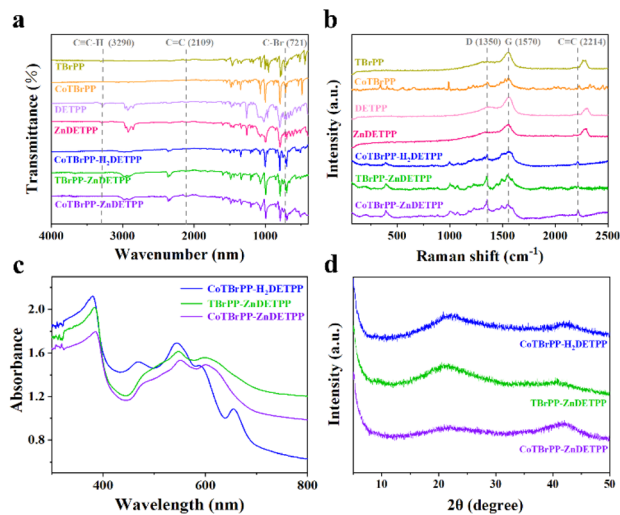 a
C≡C-H (3290) C=C (2109) C-Br (721)
TBrPP
CoTBrPP
DETPP
ZnDETPP
CoTBrPP-H₂DETPP
TBrPP-ZnDETPP
CoTBrPP-ZnDETPP
Transmittance (%)
4000 3000 2000 1000
Wavenumber (nm)
b
D (1350) G (1570) C=C (2214)
TBrPP
CoTBrPP
DETPP
ZnDETPP
CoTBrPP-H₂DETPP
TBrPP-ZnDETPP
CoTBrPP-ZnDETPP
Intensity (a.u.)
500 1000 1500 2000 2500
Raman shift (cm⁻¹)
c
CoTBrPP-H₂DETPP
TBrPP-ZnDETPP
CoTBrPP-ZnDETPP
Absorbance
2.0
1.6
1.2
0.8
400 600 800
Wavelength (nm)
d
CoTBrPP-H₂DETPP
TBrPP-ZnDETPP
CoTBrPP-ZnDETPP
Intensity (a.u.)
10 20 30 40 50
2θ (degree)